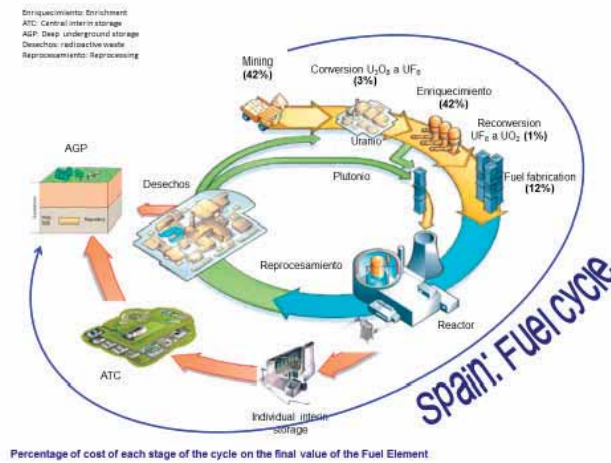 Enriquecimiento: Enrichment
ATC: Central interin storage
AGP: Deep underground storage
Desechos: radioactive waste
Reprocesamiento: Reprocessing
Mining
(42%)
Conversion U3O8 a UF6
(3%)
Enriquecimiento
(42%)
Reconversion
UF6 a UO2 (1%)
Uranio
AGP
Desechos
Plutonio
Fuel fabrication
(12%)
Reprocesamiento
Reactor
ATC
Individual interin
storage
Spain: Fuel cycle
Percentage of cost of each stage of the cycle on the final value of the Fuel Element